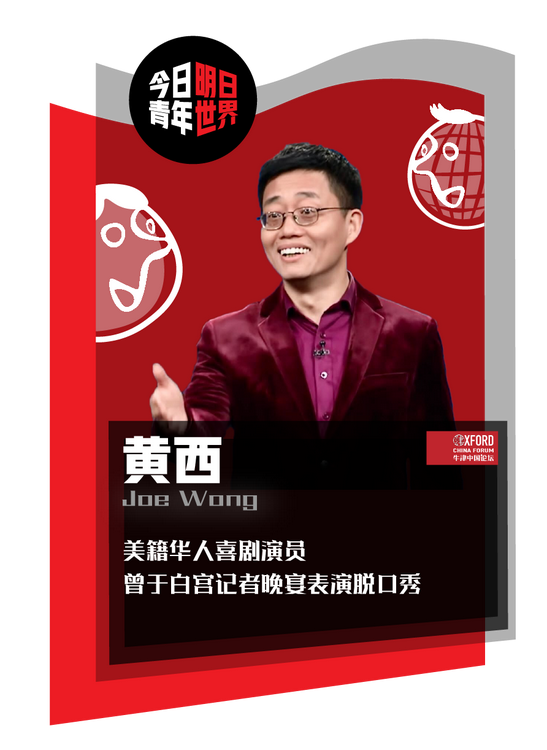 今日明日
青年世界
黄西
Joe Wong
OXFORD
CHINA FORUM
牛津中国论坛
美籍华人喜剧演员
曾于白宫记者晚宴表演脱口秀